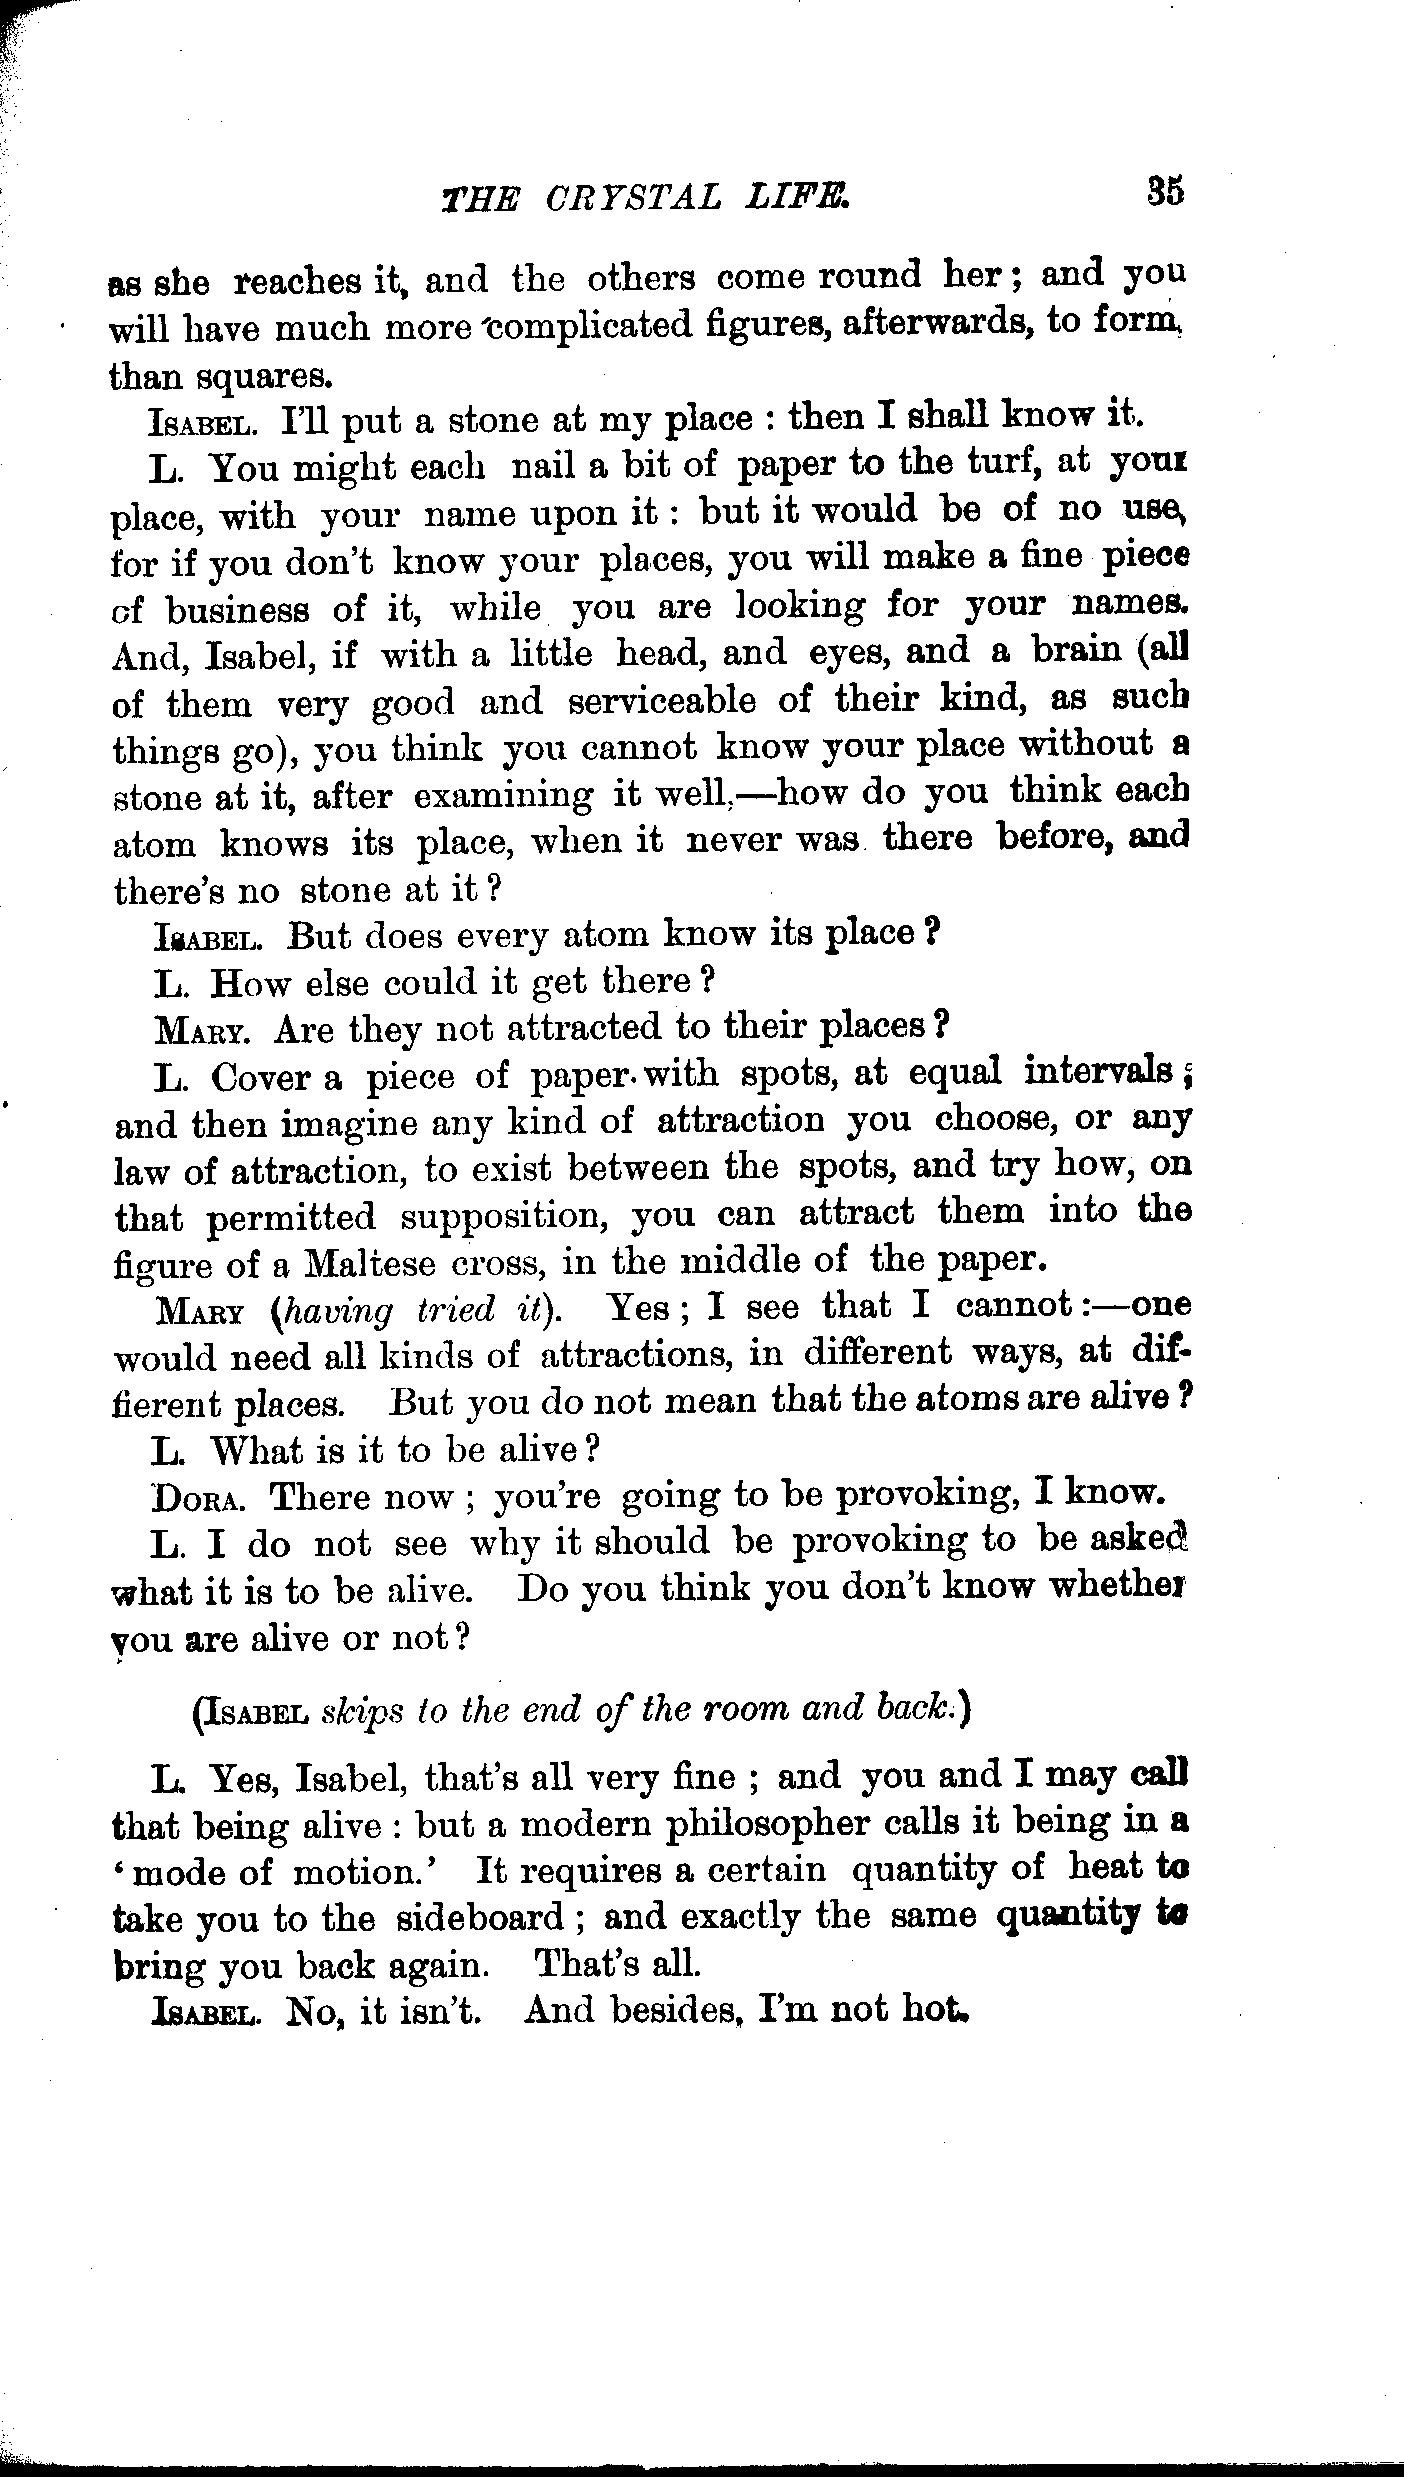 THE CRYSTAL LIFE. 35
as she reaches it, and the others come round her; and you
will have much more complicated figures, afterwards, to form,
than squares.
ISABEL. I'll put a stone at my place : then I shall know it.
L. You might each nail a bit of paper to the turf, at your
place, with your name upon it : but it would be of no use,
for if you don't know your places, you will make a fine piece
of business of it, while you are looking for your names.
And, Isabel, if with a little head, and eyes, and a brain (all
of them very good and serviceable of their kind, as such
things go), you think you cannot know your place without a
stone at it, after examining it well,—how do you think each
atom knows its place, when it never was there before, and
there's no stone at it ?
ISABEL. But does every atom know its place ?
L. How else could it get there ?
MARY. Are they not attracted to their places ?
L. Cover a piece of paper with spots, at equal intervals ;
and then imagine any kind of attraction you choose, or any
law of attraction, to exist between the spots, and try how, on
that permitted supposition, you can attract them into the
figure of a Maltese cross, in the middle of the paper.
MARY (having tried it). Yes ; I see that I cannot :—one
would need all kinds of attractions, in different ways, at dif-
fierent places. But you do not mean that the atoms are alive ?
L. What is it to be alive ?
DORA. There now ; you're going to be provoking, I know.
L. I do not see why it should be provoking to be asked
what it is to be alive. Do you think you don't know whether
you are alive or not ?
(ISABEL skips to the end of the room and back.)
L. Yes, Isabel, that's all very fine ; and you and I may call
that being alive : but a modern philosopher calls it being in a
‘mode of motion.’ It requires a certain quantity of heat to
take you to the sideboard ; and exactly the same quantity to
bring you back again. That's all.
ISABEL. No, it isn't. And besides, I'm not hot.